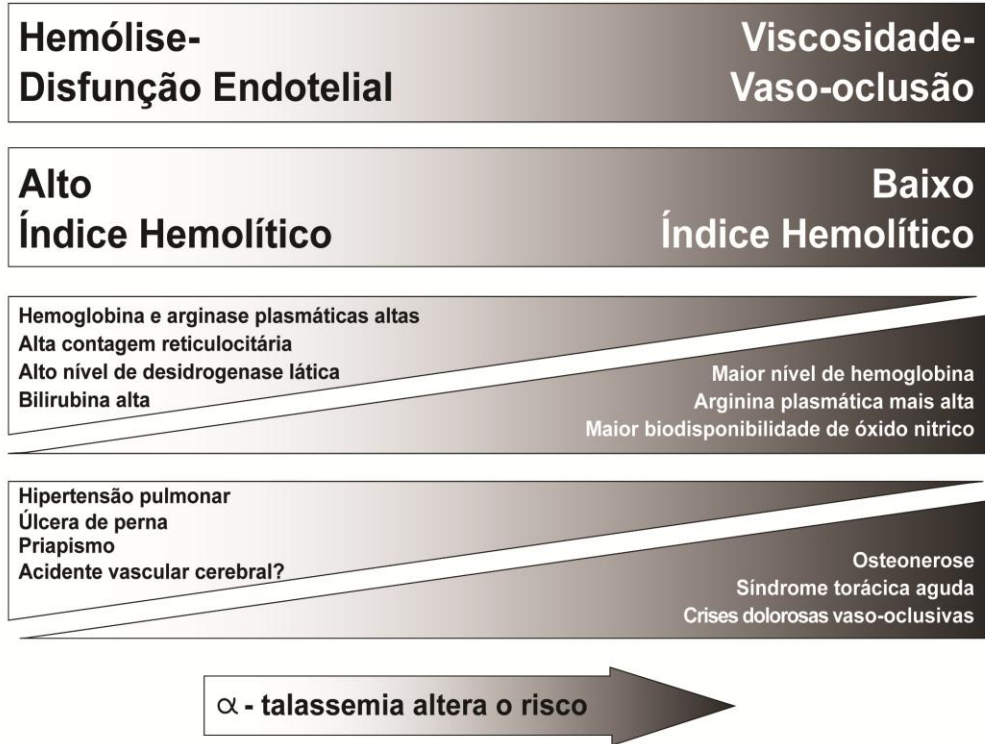 Hemólise-
Disfunção Endotelial
Viscosidade-
Vaso-oclusão
Alto
Índice Hemolítico
Baixo
Índice Hemolítico
Hemoglobina e arginase plasmáticas altas
Alta contagem reticulocitária
Alto nível de desidrogenase lática
Bilirubina alta
Maior nível de hemoglobina
Arginina plasmática mais alta
Maior biodisponibilidade de óxido nitrico
Hipertensão pulmonar
Úlcera de perna
Priapismo
Acidente vascular cerebral?
Osteonerose
Síndrome torácica aguda
Crises dolorosas vaso-oclusivas
α - talassemia altera o risco